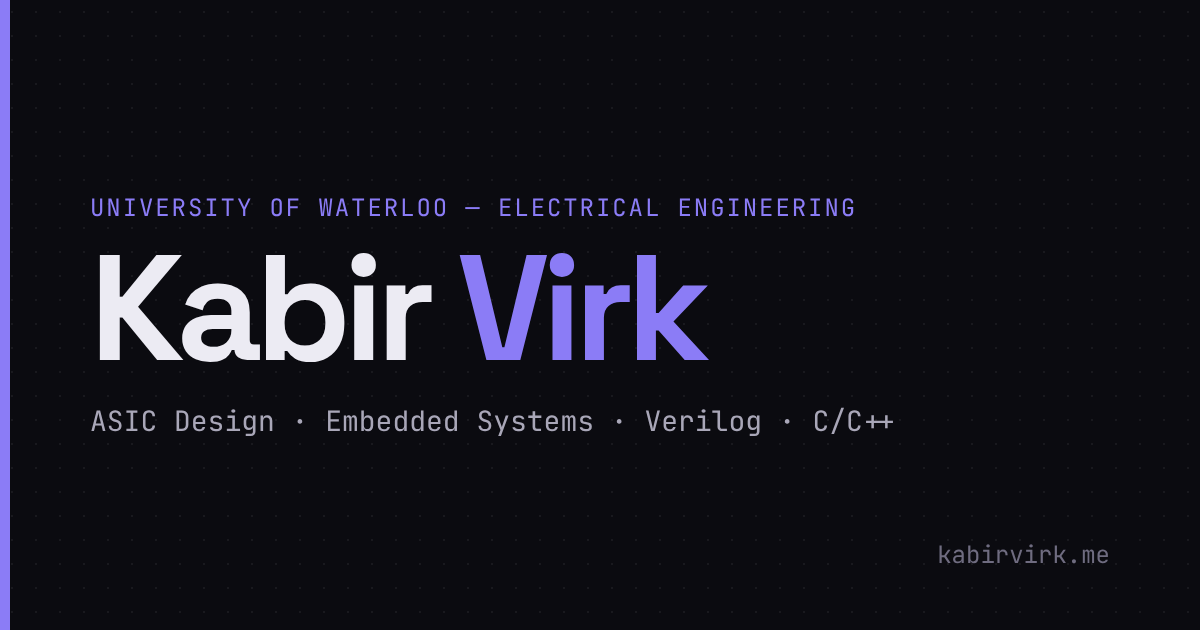 UNIVERSITY OF WATERLOO — ELECTRICAL ENGINEERING
Kabir Virk
ASIC Design · Embedded Systems · Verilog · C/C++
kabirvirk.me